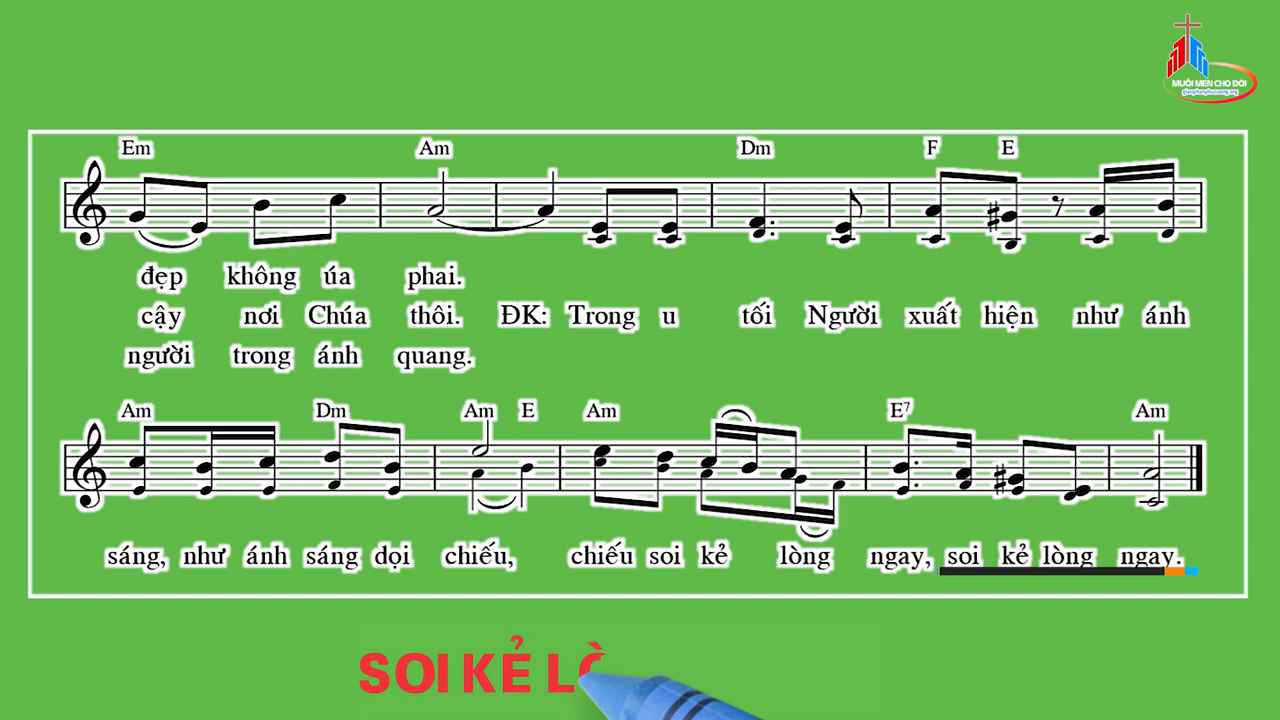 MUỐI MEN CHO ĐỜI
giaophanphucuong.org
Em Am Dm F E
đẹp không úa phai.
cậy nơi Chúa thôi. ĐK: Trong u tối Người xuất hiện như ánh
người trong ánh quang.
Am Dm Am E Am E7 Am
sáng, như ánh sáng dọi chiếu, chiếu soi kẻ lòng ngay, soi kẻ lòng ngay.
SOI KẺ LÒ